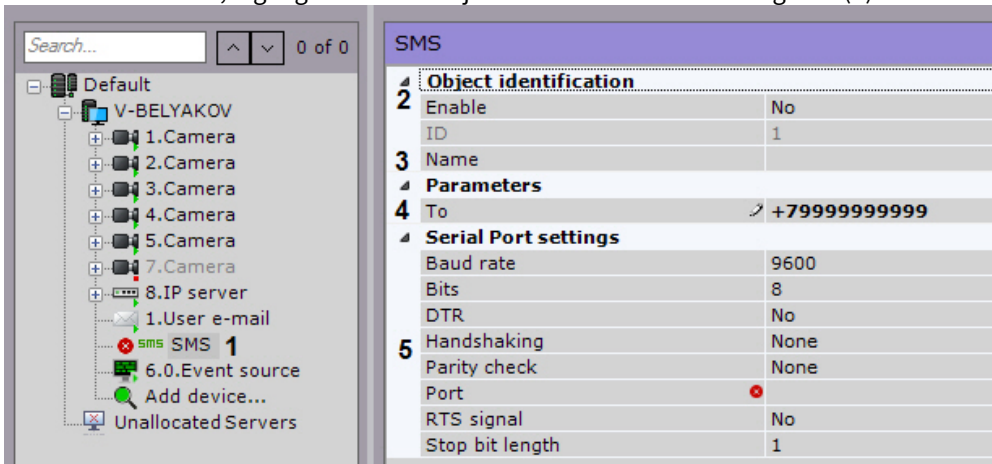 Search...
0 of 0
Default
V-BELYAKOV
1.Camera
2.Camera
3.Camera
4.Camera
5.Camera
7.Camera
8.IP server
1.User e-mail
sms SMS 1
6.0.Event source
Add device...
Unallocated Servers
SMS
Object identification
2 Enable No
ID 1
3 Name
Parameters
4 To +79999999999
Serial Port settings
Baud rate 9600
Bits 8
DTR No
5 Handshaking None
Parity check None
Port
RTS signal No
Stop bit length 1